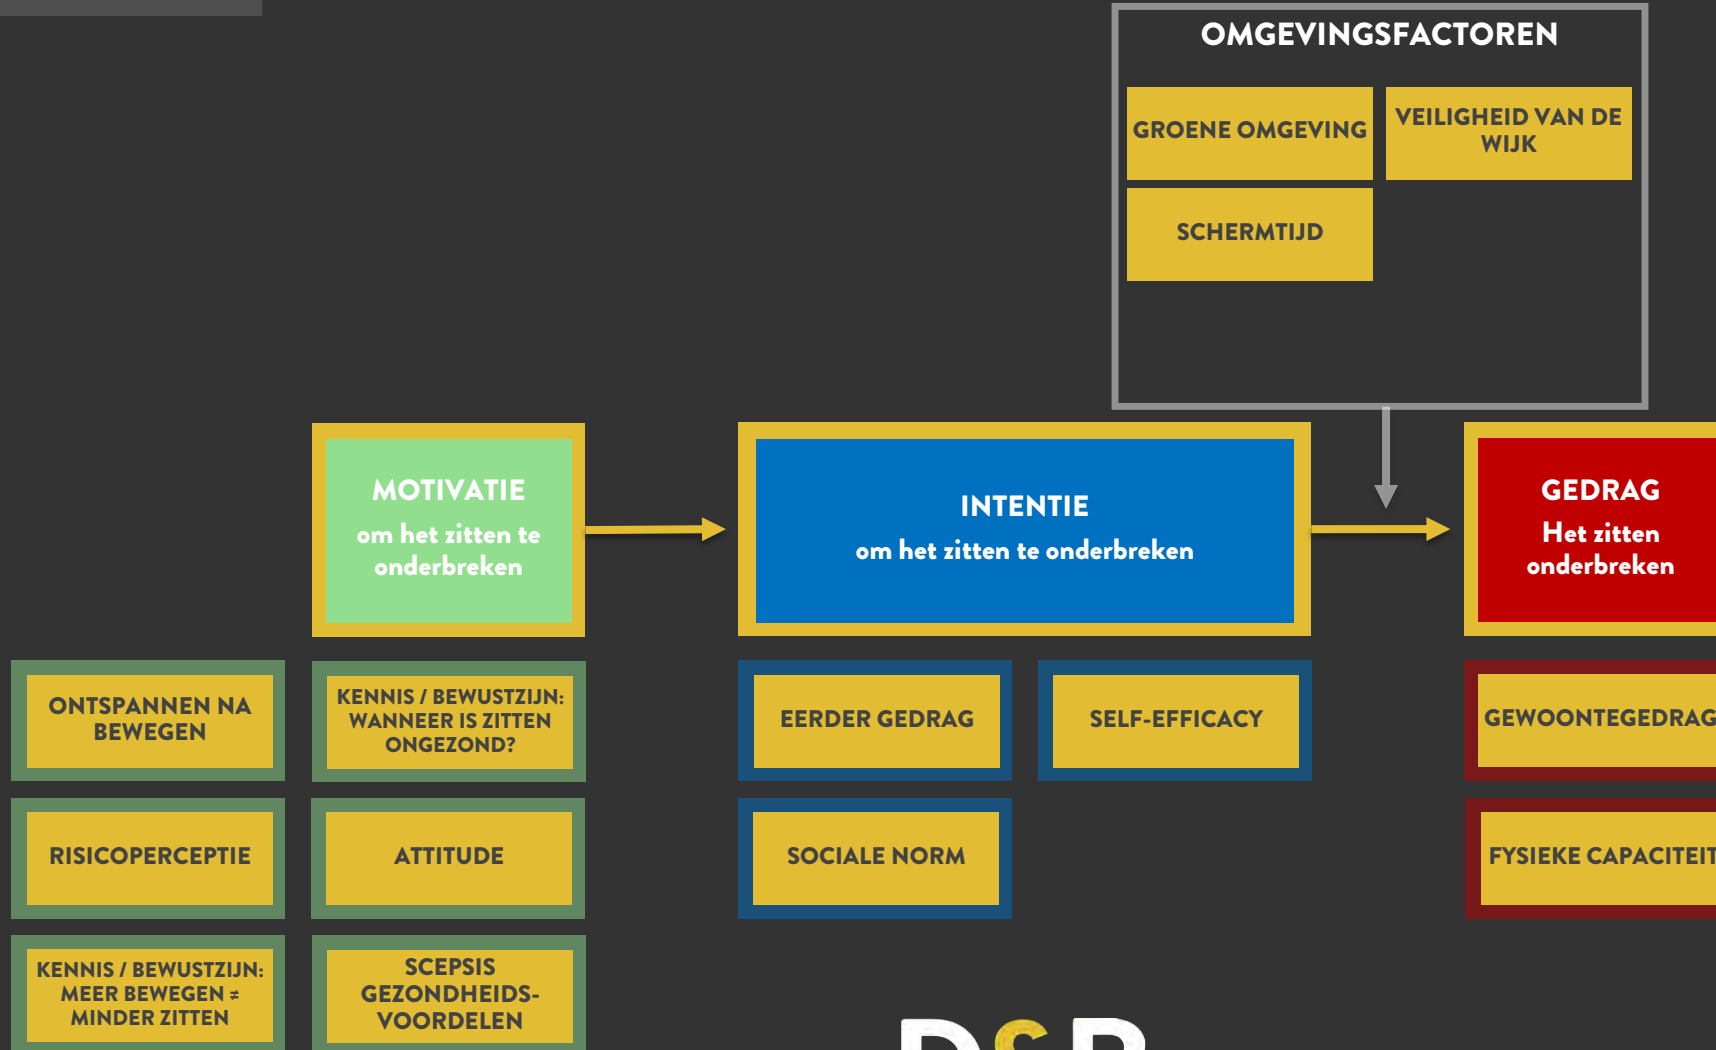 OMGEVINGSFACTOREN
GROENE OMGEVING
VEILIGHEID VAN DE
WIJK
SCHERMTIJD
MOTIVATIE
om het zitten te
onderbreken
INTENTIE
om het zitten te onderbreken
GEDRAG
Het zitten
onderbreken
ONTSPANNEN NA
BEWEGEN
KENNIS / BEWUSTZIJN:
WANNEER IS ZITTEN
ONGEZOND?
EERDER GEDRAG
SELF-EFFICACY
GEWOONTEGEDRAG
RISICOPERCEPTIE
ATTITUDE
SOCIALE NORM
FYSIEKE CAPACITEIT
KENNIS / BEWUSTZIJN:
MEER BEWEGEN ≠
MINDER ZITTEN
SCEPSIS
GEZONDHEIDS-
VOORDELEN